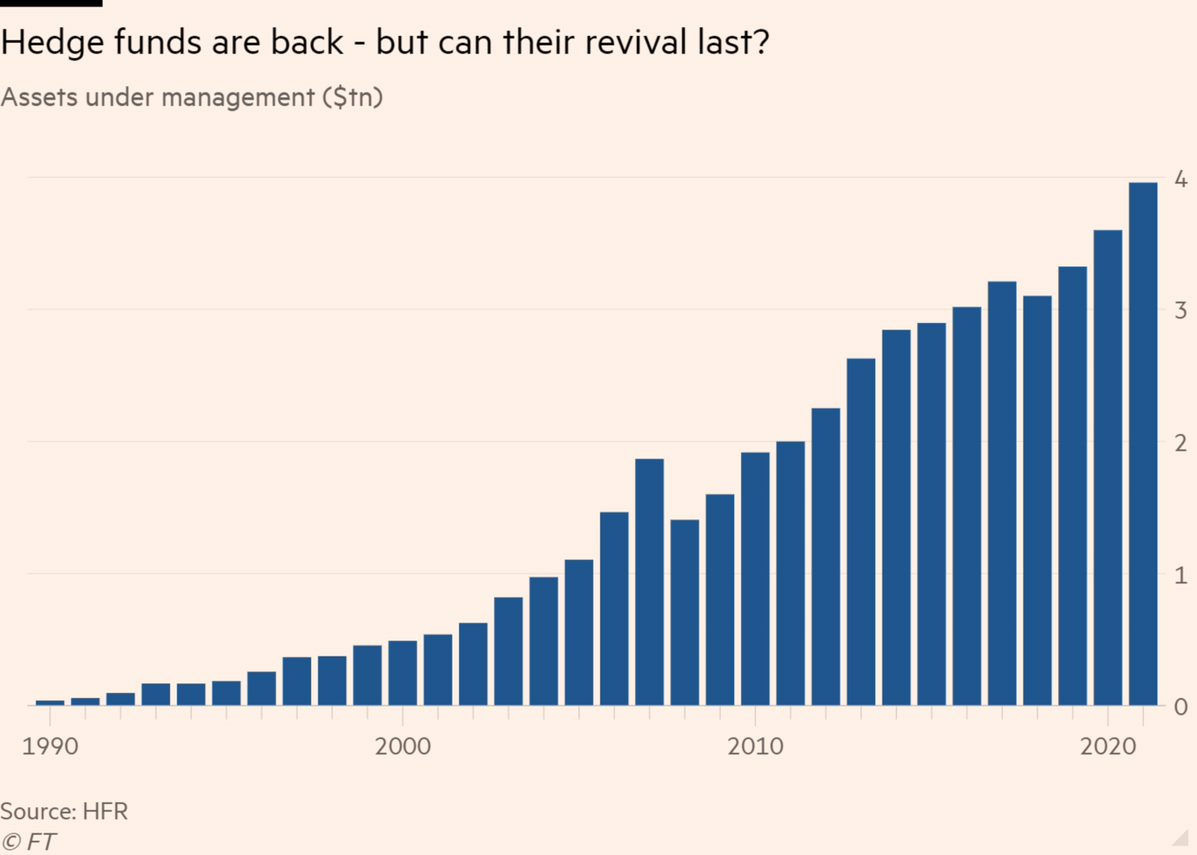 Hedge funds are back - but can their revival last?
Assets under management ($tn)
4
3
2
1
0
1990 2000 2010 2020
Source: HFR
© FT